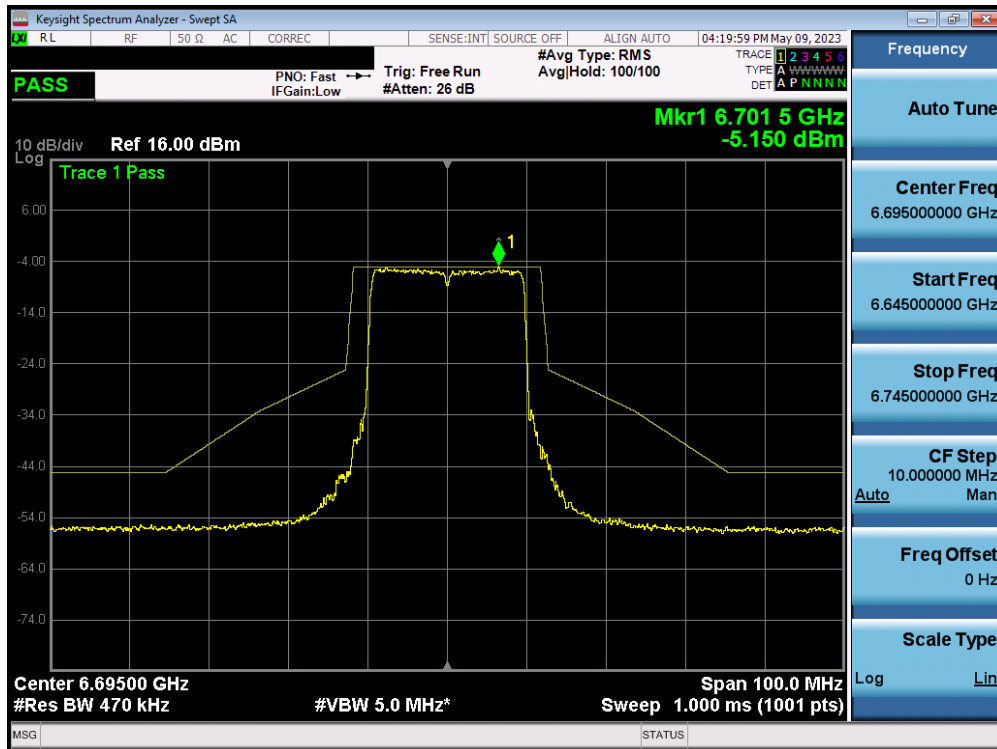 Keysight Spectrum Analyzer - Swept SA
LXI RL RF 50 Ω AC CORREC SENSE:INT SOURCE OFF ALIGN AUTO 04:19:59 PM May 09, 2023
PASS
PNO: Fast
IFGain:Low
Trig: Free Run
#Atten: 26 dB
#Avg Type: RMS
Avg|Hold: 100/100
TRACE 1 2 3 4 5 6
TYPE A WWWWW
DET A P N N N N
Mkr1 6.701 5 GHz
-5.150 dBm
10 dB/div Ref 16.00 dBm
Log
Trace 1 Pass
1
6.00
-4.00
-14.0
-24.0
-34.0
-44.0
-54.0
-64.0
-74.0
Center 6.69500 GHz Span 100.0 MHz
#Res BW 470 kHz #VBW 5.0 MHz* Sweep 1.000 ms (1001 pts)
MSG STATUS
Frequency
Auto Tune
Center Freq
6.695000000 GHz
Start Freq
6.645000000 GHz
Stop Freq
6.745000000 GHz
CF Step
10.000000 MHz
Auto Man
Freq Offset
0 Hz
Scale Type
Log Lin